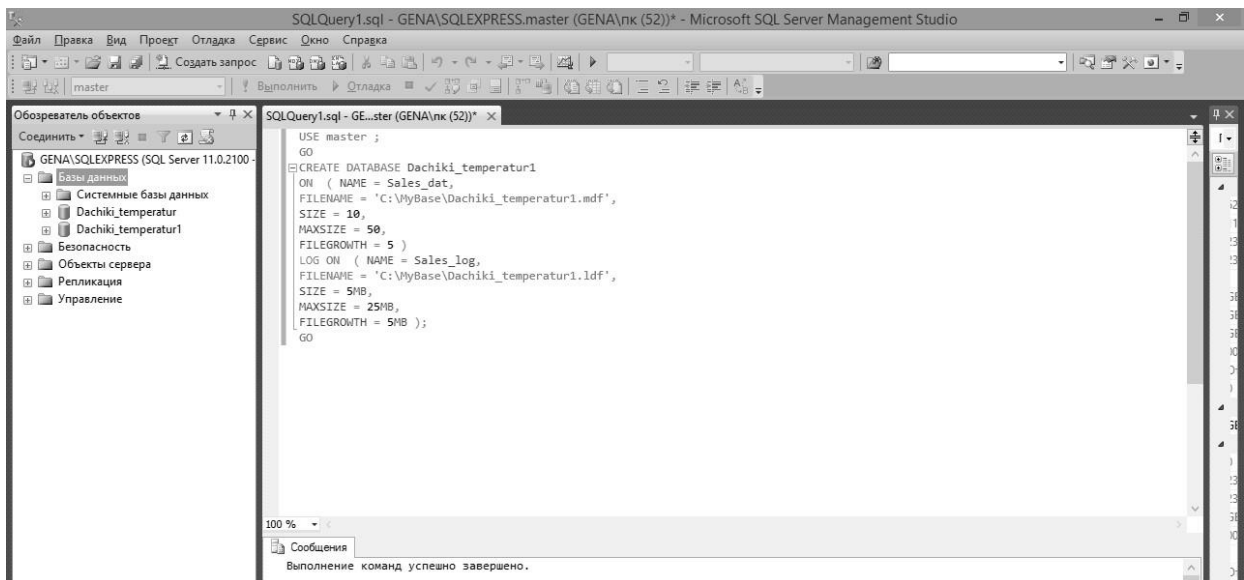 SQLQuery1.sql - GENA\SQLEXPRESS.master (GENA\пк (52))* - Microsoft SQL Server Management Studio
Файл Правка Вид Проект Отладка Сервис Окно Справка
Создать запрос
master Выполнить Отладка
Обозреватель объектов
Соединить
GENA\SQLEXPRESS (SQL Server 11.0.2100 -
Базы данных
Системные базы данных
Dachiki_temperatur
Dachiki_temperatur1
Безопасность
Объекты сервера
Репликация
Управление
SQLQuery1.sql - GE...ster (GENA\пк (52))*
USE master ;
GO
CREATE DATABASE Dachiki_temperatur1
ON ( NAME = Sales_dat,
FILENAME = 'C:\MyBase\Dachiki_temperatur1.mdf',
SIZE = 10,
MAXSIZE = 50,
FILEGROWTH = 5 )
LOG ON ( NAME = Sales_log,
FILENAME = 'C:\MyBase\Dachiki_temperatur1.ldf',
SIZE = 5MB,
MAXSIZE = 25MB,
FILEGROWTH = 5MB );
GO
100 %
Сообщения
Выполнение команд успешно завершено.